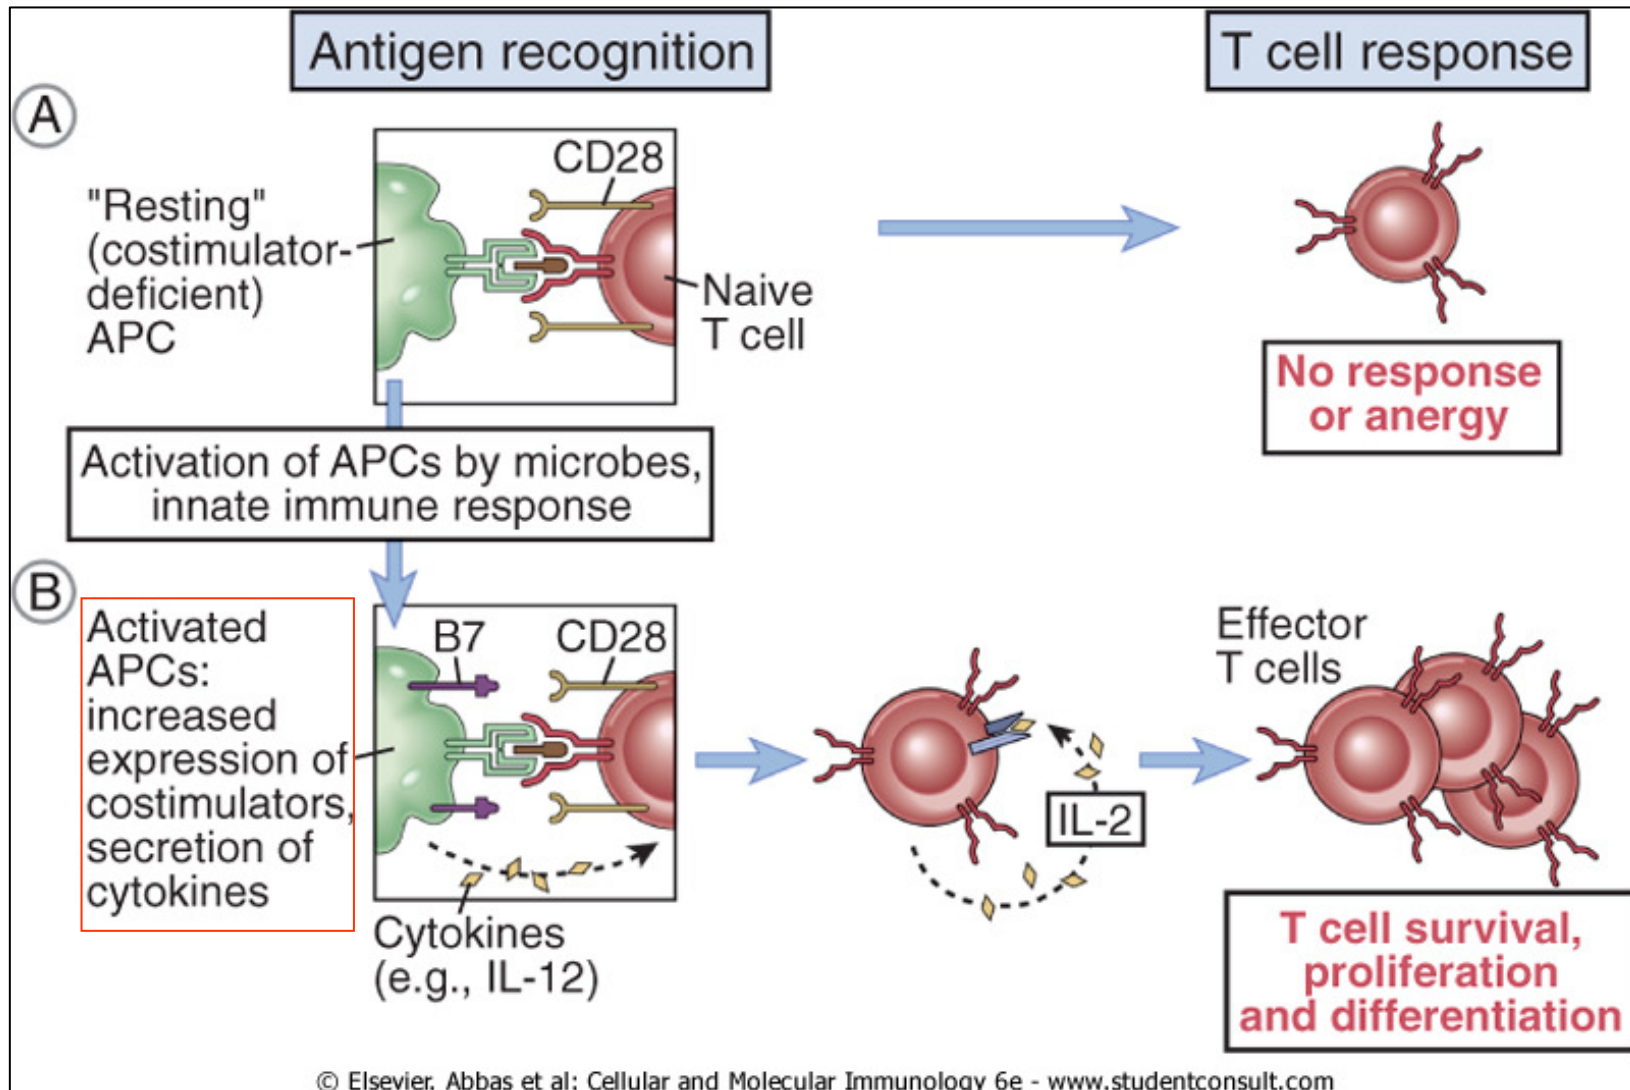 Antigen recognition
T cell response
A
"Resting"
(costimulator-
deficient)
APC
CD28
Naive
T cell
No response
or anergy
Activation of APCs by microbes,
innate immune response
B
Activated
APCs:
increased
expression of
costimulators,
secretion of
cytokines
B7
CD28
Cytokines
(e.g., IL-12)
IL-2
Effector
T cells
T cell survival,
proliferation
and differentiation
© Elsevier. Abbas et al: Cellular and Molecular Immunology 6e - www.studentconsult.com